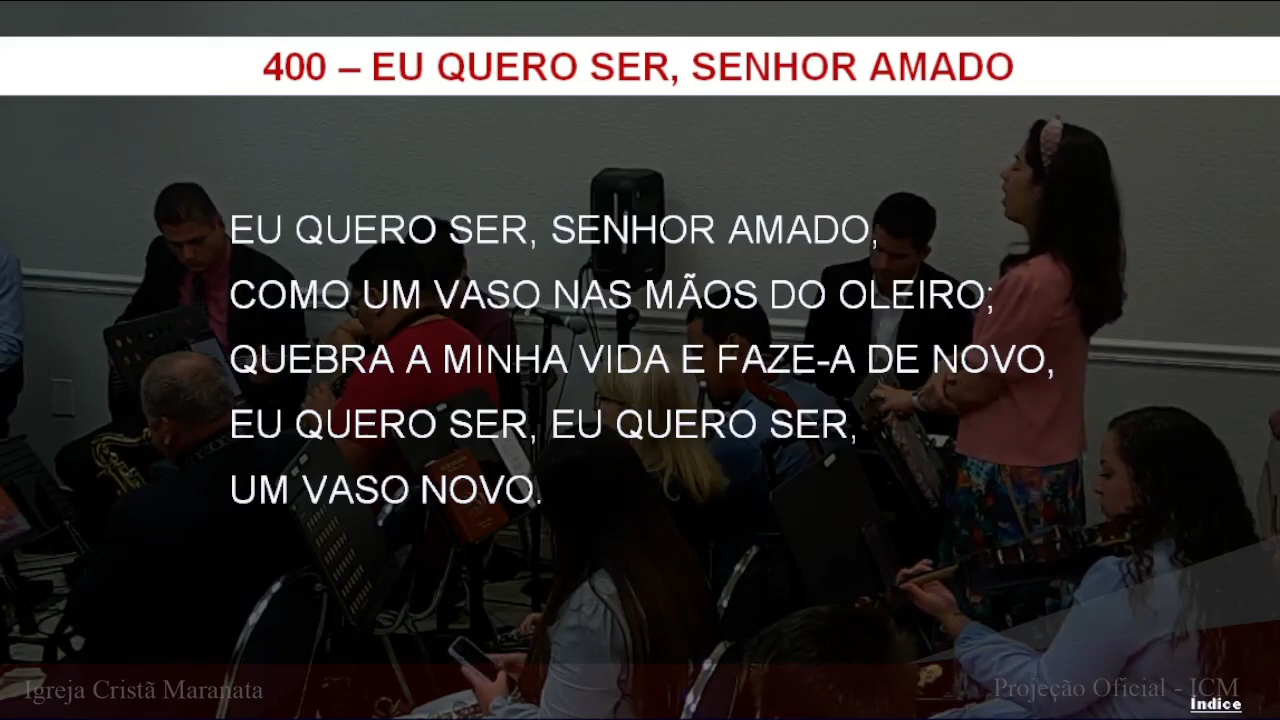 400 – EU QUERO SER, SENHOR AMADO
EU QUERO SER, SENHOR AMADO,
COMO UM VASO NAS MÃOS DO OLEIRO;
QUEBRA A MINHA VIDA E FAZE-A DE NOVO,
EU QUERO SER, EU QUERO SER,
UM VASO NOVO.
Igreja Cristã Maranata
Projeção Oficial - ICM
Índice